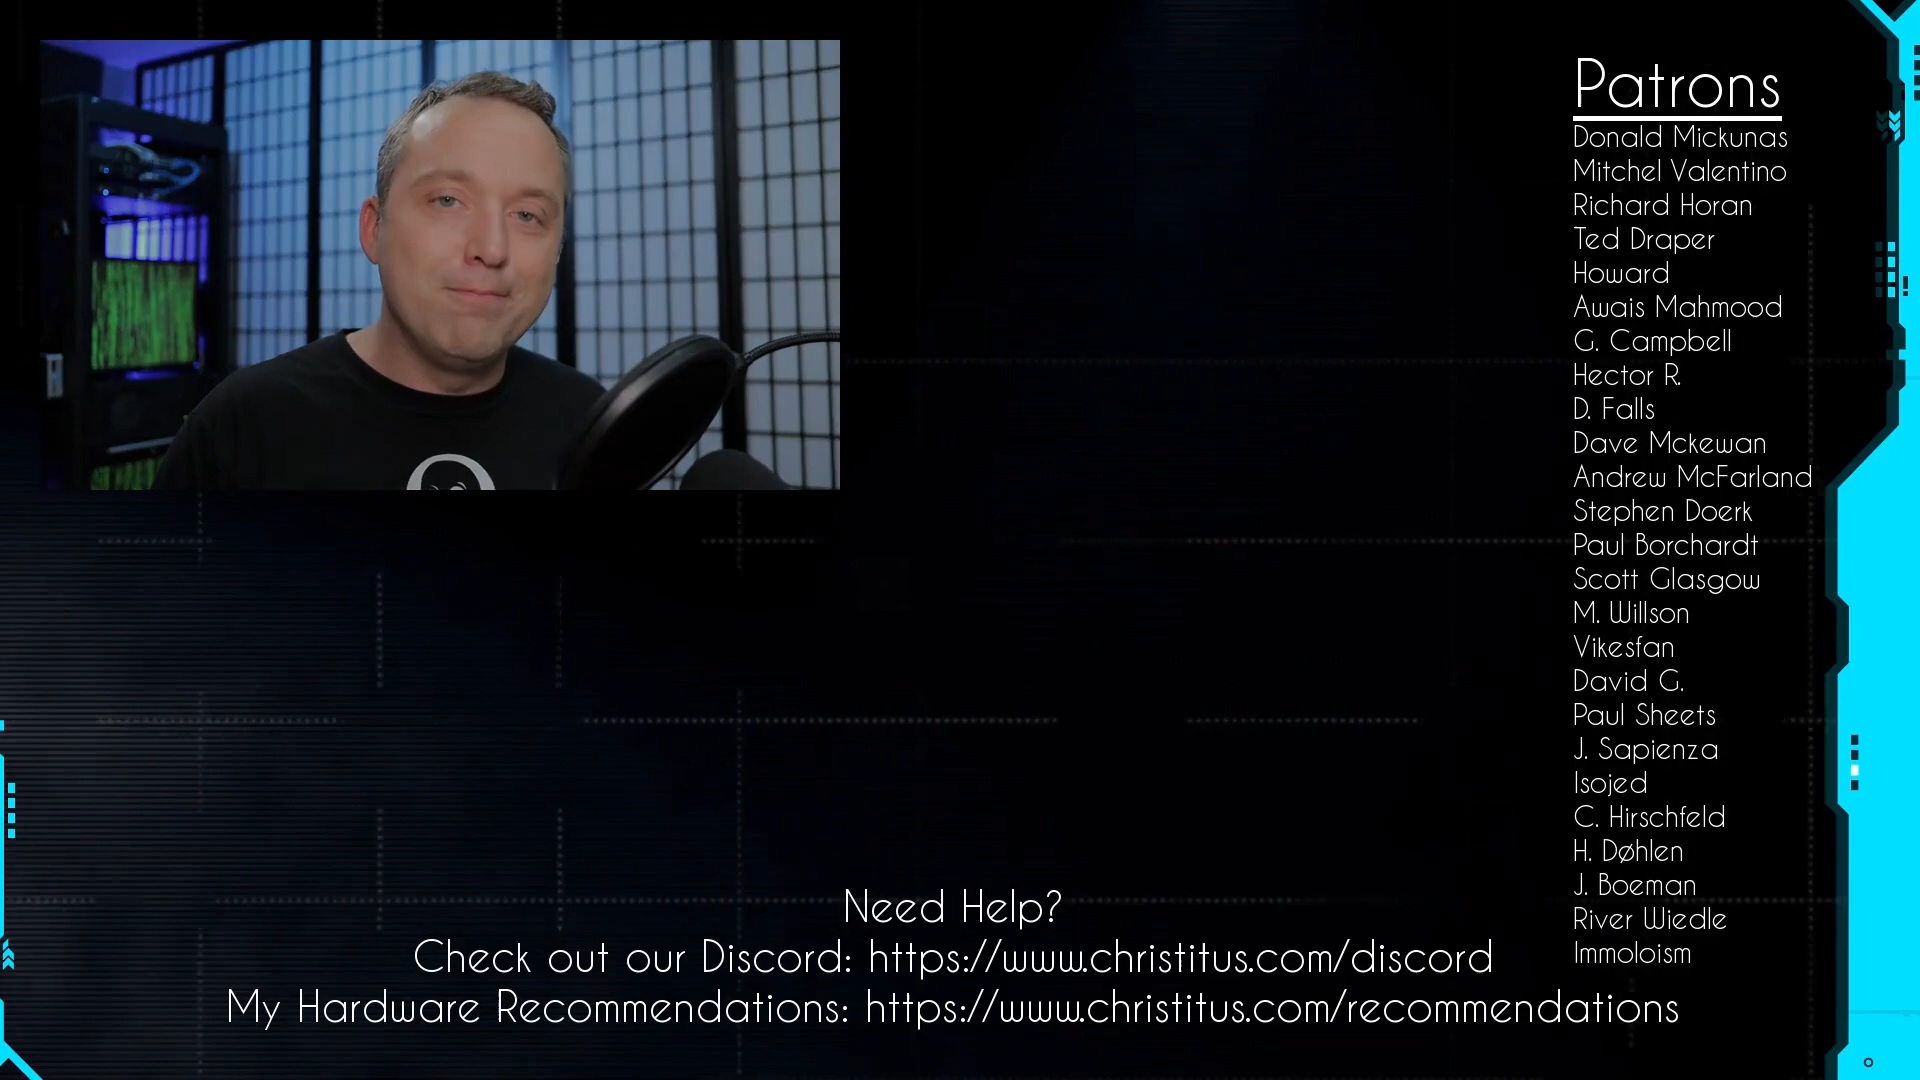 Patrons
Donald Mickunas
Mitchel Valentino
Richard Horan
Ted Draper
Howard
Awais Mahmood
G. Campbell
Hector R.
D. Falls
Dave Mckewan
Andrew McFarland
Stephen Doerk
Paul Borchardt
Scott Glasgow
M. Willson
Vikesfan
David G.
Paul Sheets
J. Sapienza
Isojed
C. Hirschfeld
H. Døhlen
J. Boeman
River Wiedle
Immoloism
Need Help?
Check out our Discord: https://www.christitus.com/discord
My Hardware Recommendations: https://www.christitus.com/recommendations